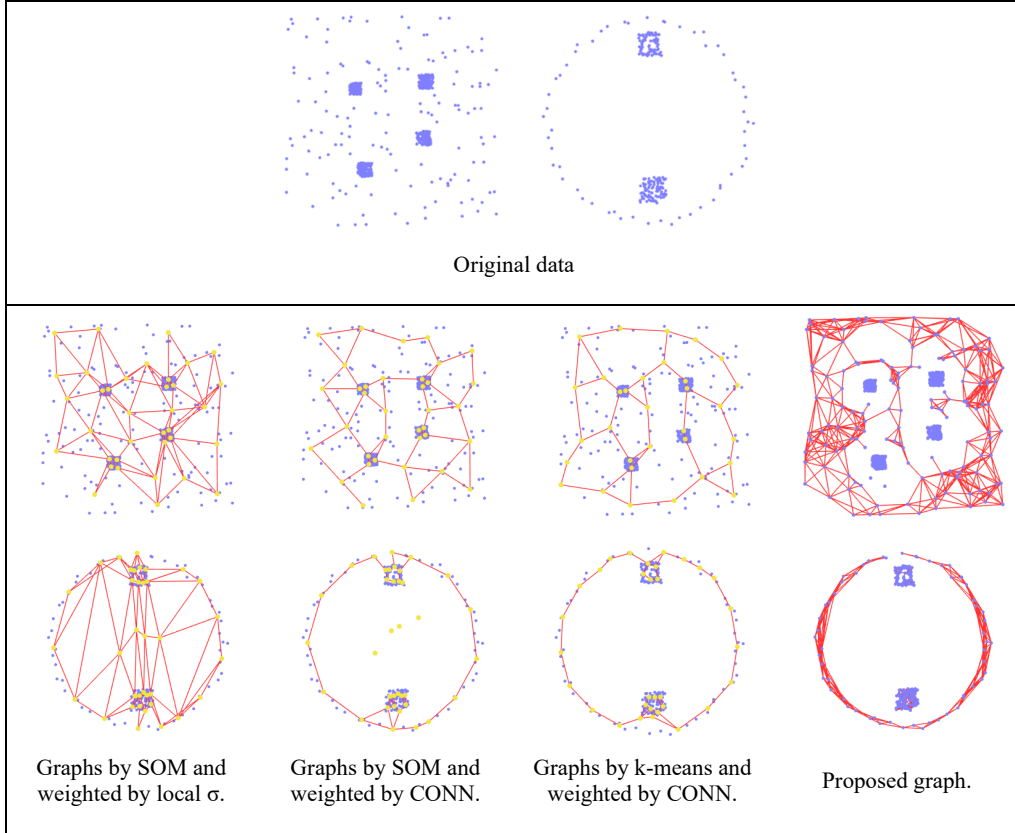 Original data
Graphs by SOM and
weighted by local σ.
Graphs by SOM and
weighted by CONN.
Graphs by k-means and
weighted by CONN.
Proposed graph.